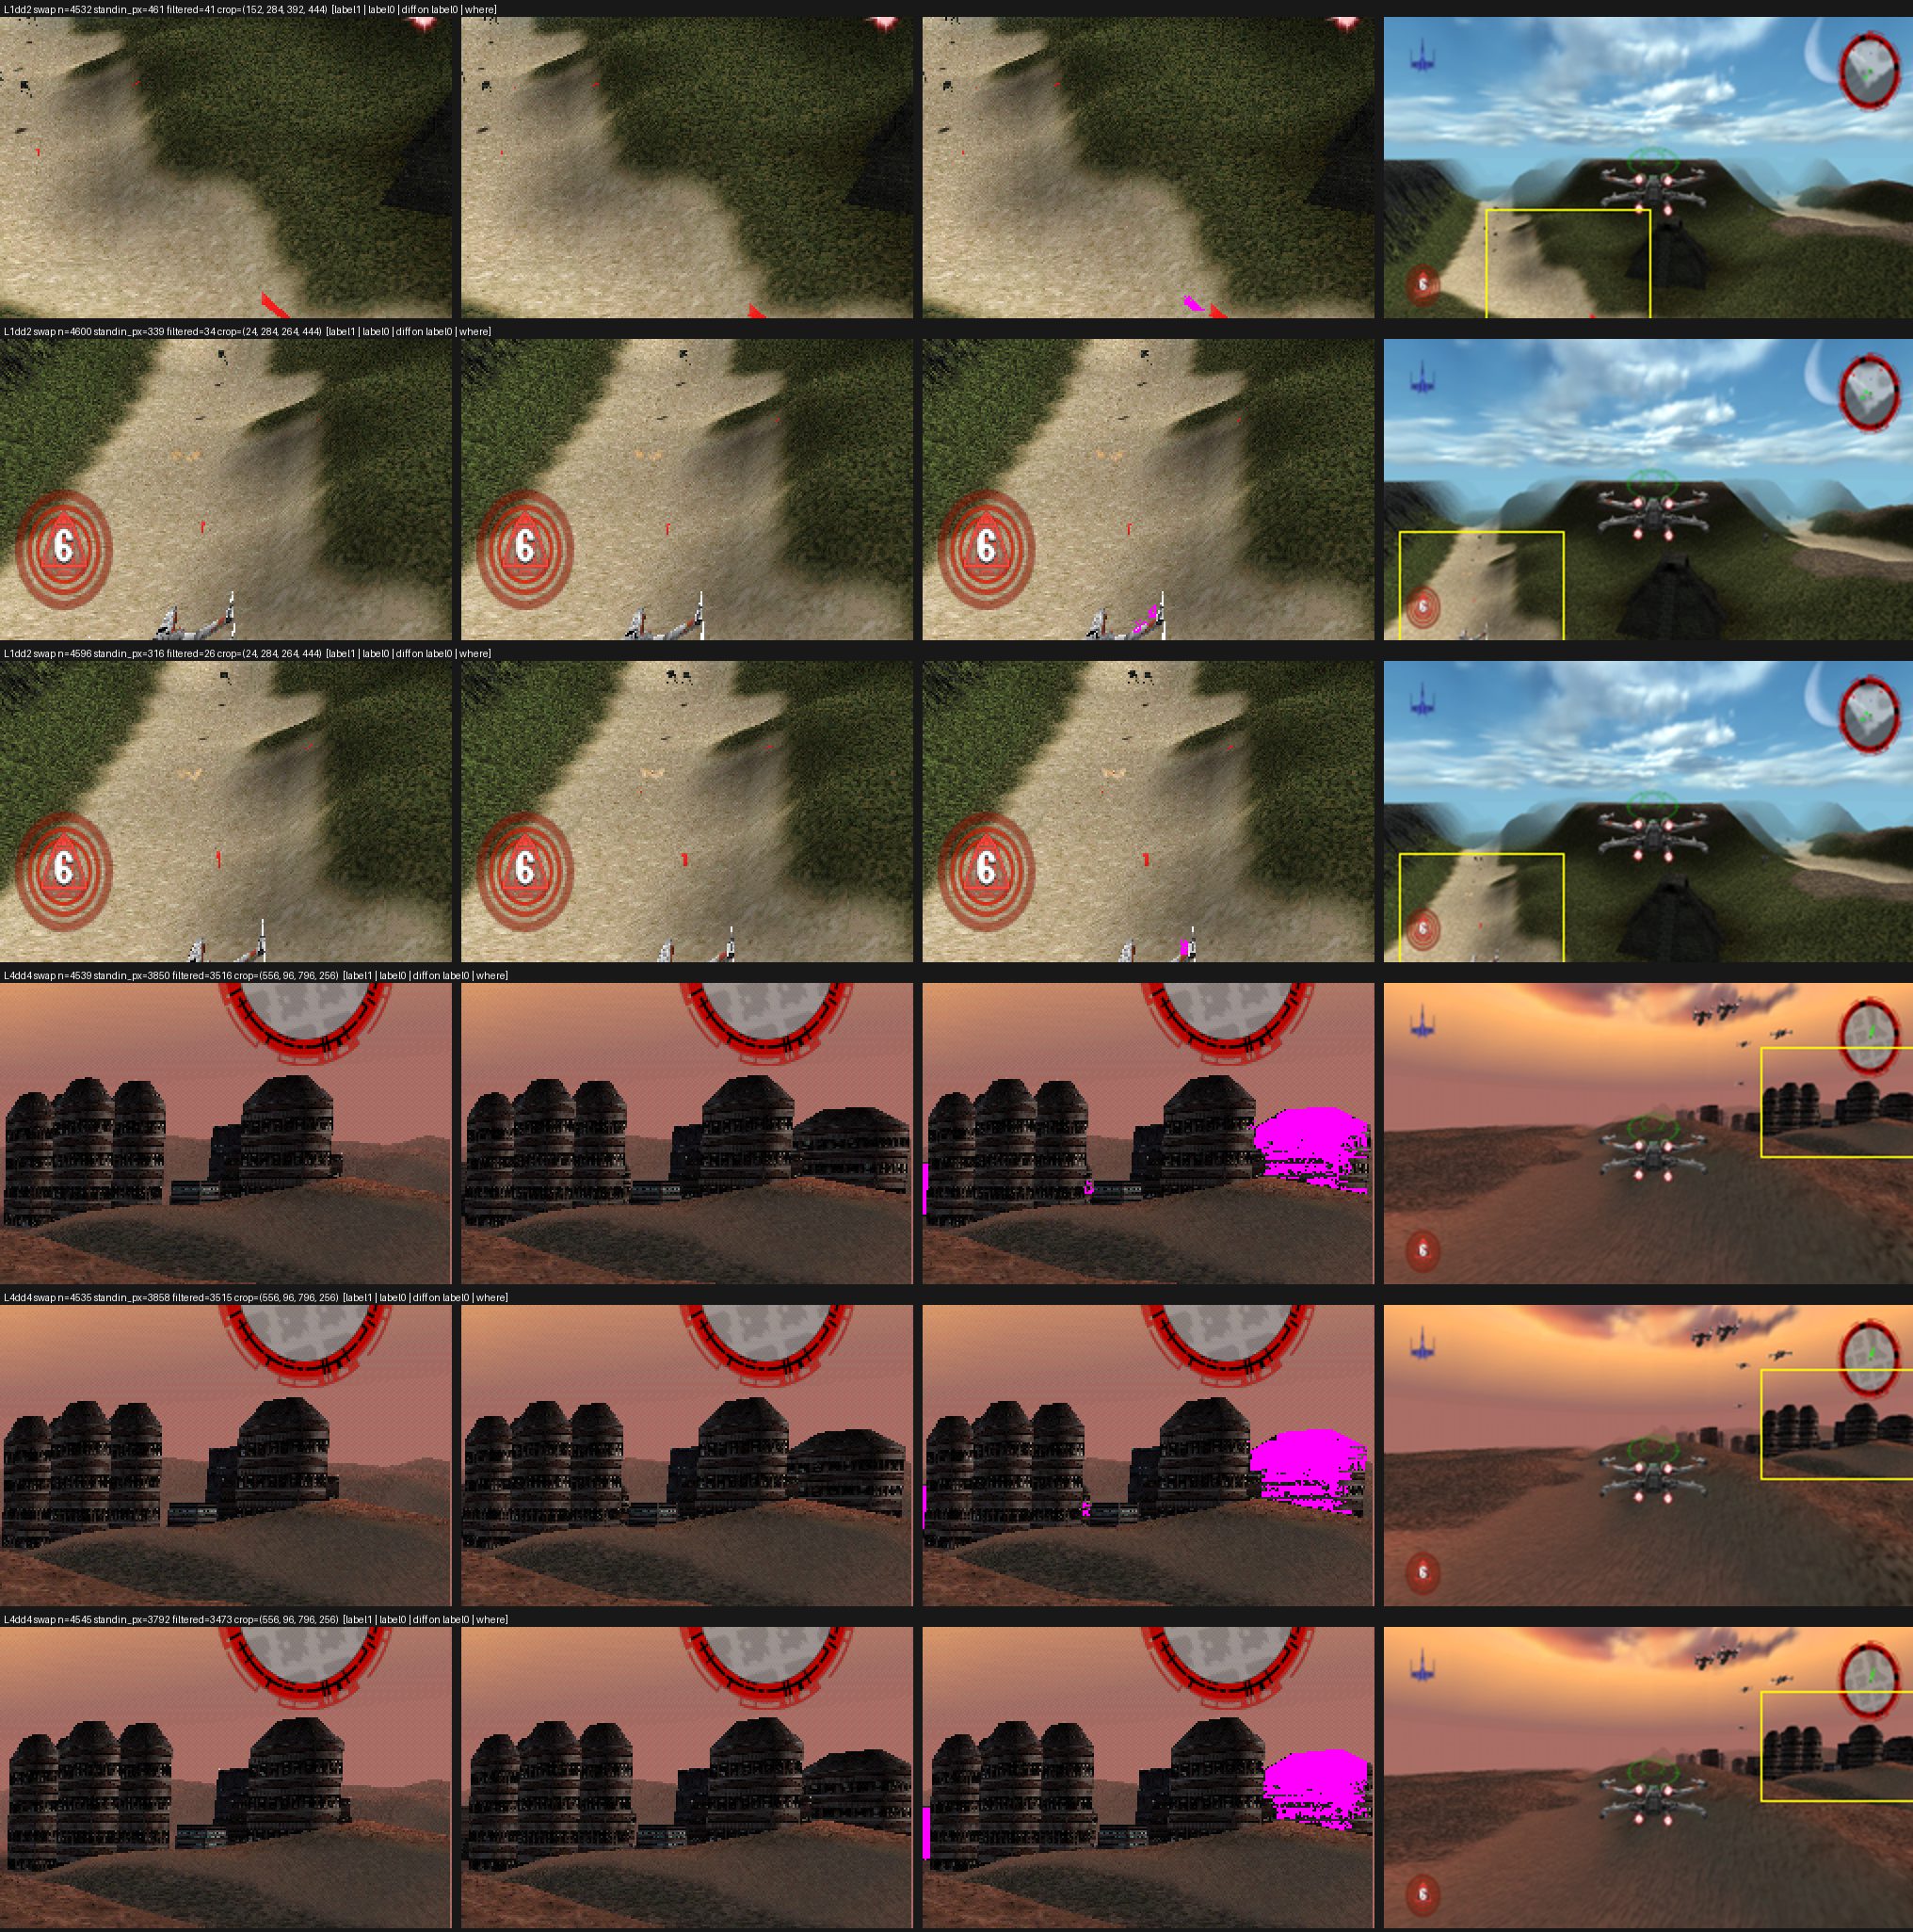 L1dd2 swap n=4532 standin_px=461 filtered=41 crop=(152, 284, 392, 444) [label1 | label0 | diff on label0 | where]
6
L1dd2 swap n=4600 standin_px=339 filtered=34 crop=(24, 284, 264, 444) [label1 | label0 | diff on label0 | where]
6 6 6 6
L1dd2 swap n=4596 standin_px=316 filtered=26 crop=(24, 284, 264, 444) [label1 | label0 | diff on label0 | where]
6 6 6 6
L4dd4 swap n=4539 standin_px=3850 filtered=3516 crop=(556, 96, 796, 256) [label1 | label0 | diff on label0 | where]
6
L4dd4 swap n=4535 standin_px=3858 filtered=3515 crop=(556, 96, 796, 256) [label1 | label0 | diff on label0 | where]
6
L4dd4 swap n=4545 standin_px=3792 filtered=3473 crop=(556, 96, 796, 256) [label1 | label0 | diff on label0 | where]
6